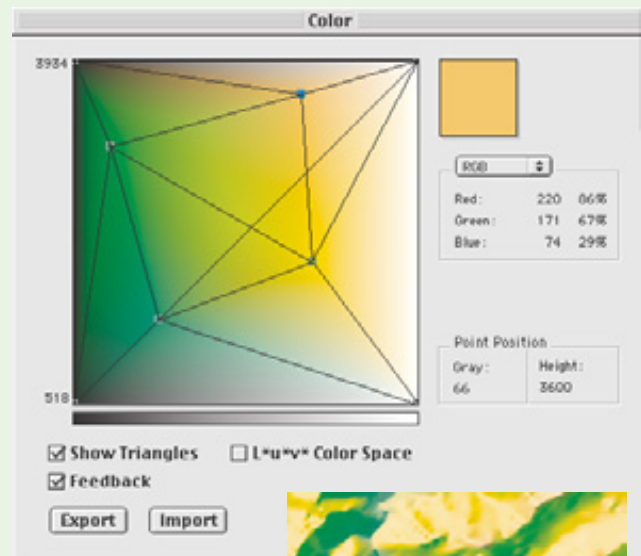 Color
3984
518
RGB
Red: 220 86%
Green: 171 67%
Blue: 74 29%
Point Position
Gray: Height:
66 3600
Show Triangles L*u*v* Color Space
Feedback
Export Import